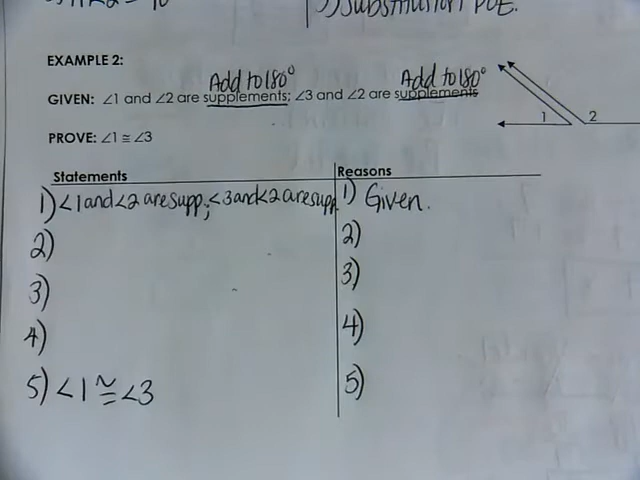 3) Substitution POE.
EXAMPLE 2:
Add to 180° Add to 180°
GIVEN: ∠1 and ∠2 are supplements; ∠3 and ∠2 are supplements
1 2
PROVE: ∠1 ≅ ∠3
Statements Reasons
1) <1 and <2 are supp; <3 and <2 are supp. 1) Given.
2) 2)
3) 3)
4) 4)
5) <1 ≅ <3 5)